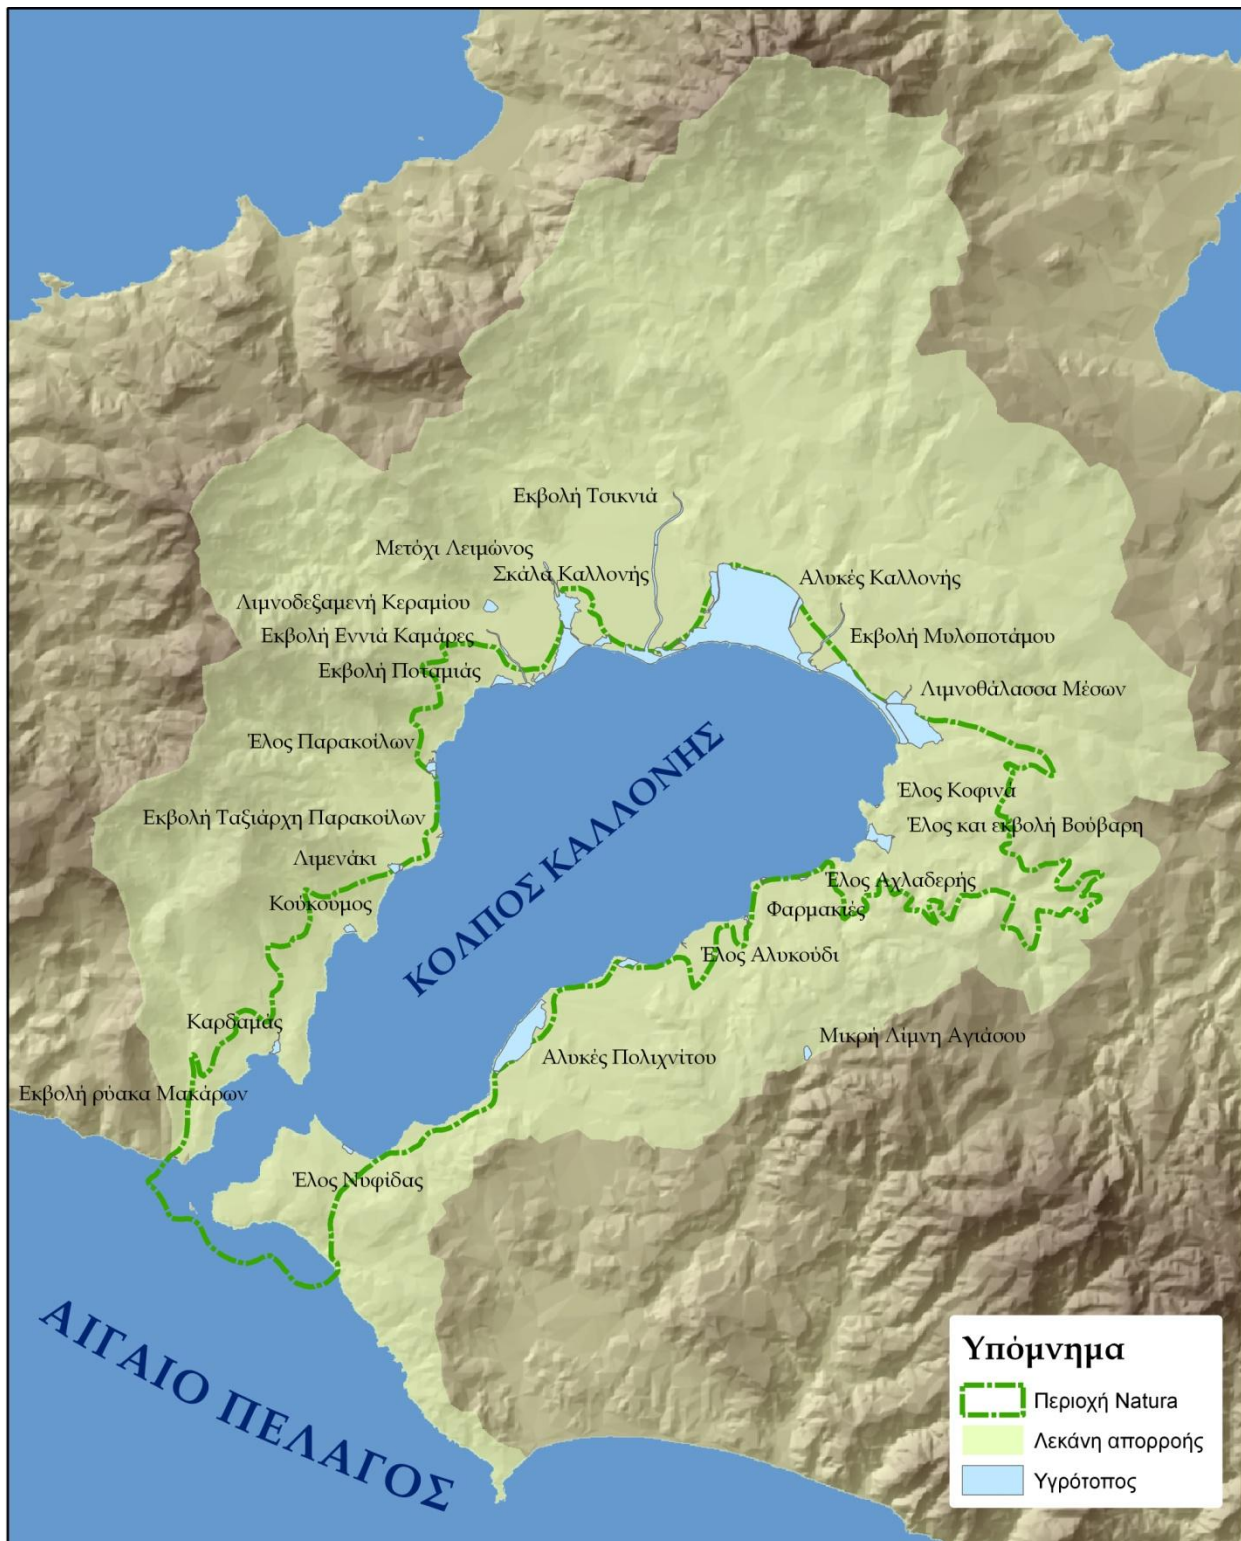 Εκβολή Τσικνιά
Μετόχι Λειμώνος
Σκάλα Καλλονής
Αλυκές Καλλονής
Λιμνοδεξαμενή Κεραμίου
Εκβολή Εννιά Καμάρες
Εκβολή Μυλοποτάμου
Εκβολή Ποταμιάς
Λιμνοθάλασσα Μέσων
Έλος Παρακοίλων
ΚΟΛΠΟΣ ΚΑΛΛΟΝΗΣ
Έλος Κοφινά
Εκβολή Ταξιάρχη Παρακοίλων
Έλος και εκβολή Βούβαρη
Λιμενάκι
Έλος Αχλαδερής
Κούκουμος
Φαρμακιές
Έλος Αλυκούδι
Καρδαμάς
Μικρή Λίμνη Αγιάσου
Αλυκές Πολιχνίτου
Εκβολή ρύακα Μακάρων
Έλος Νυφίδας
ΑΙΓΑΙΟ ΠΕΛΑΓΟΣ
Υπόμνημα
Περιοχή Natura
Λεκάνη απορροής
Υγρότοπος